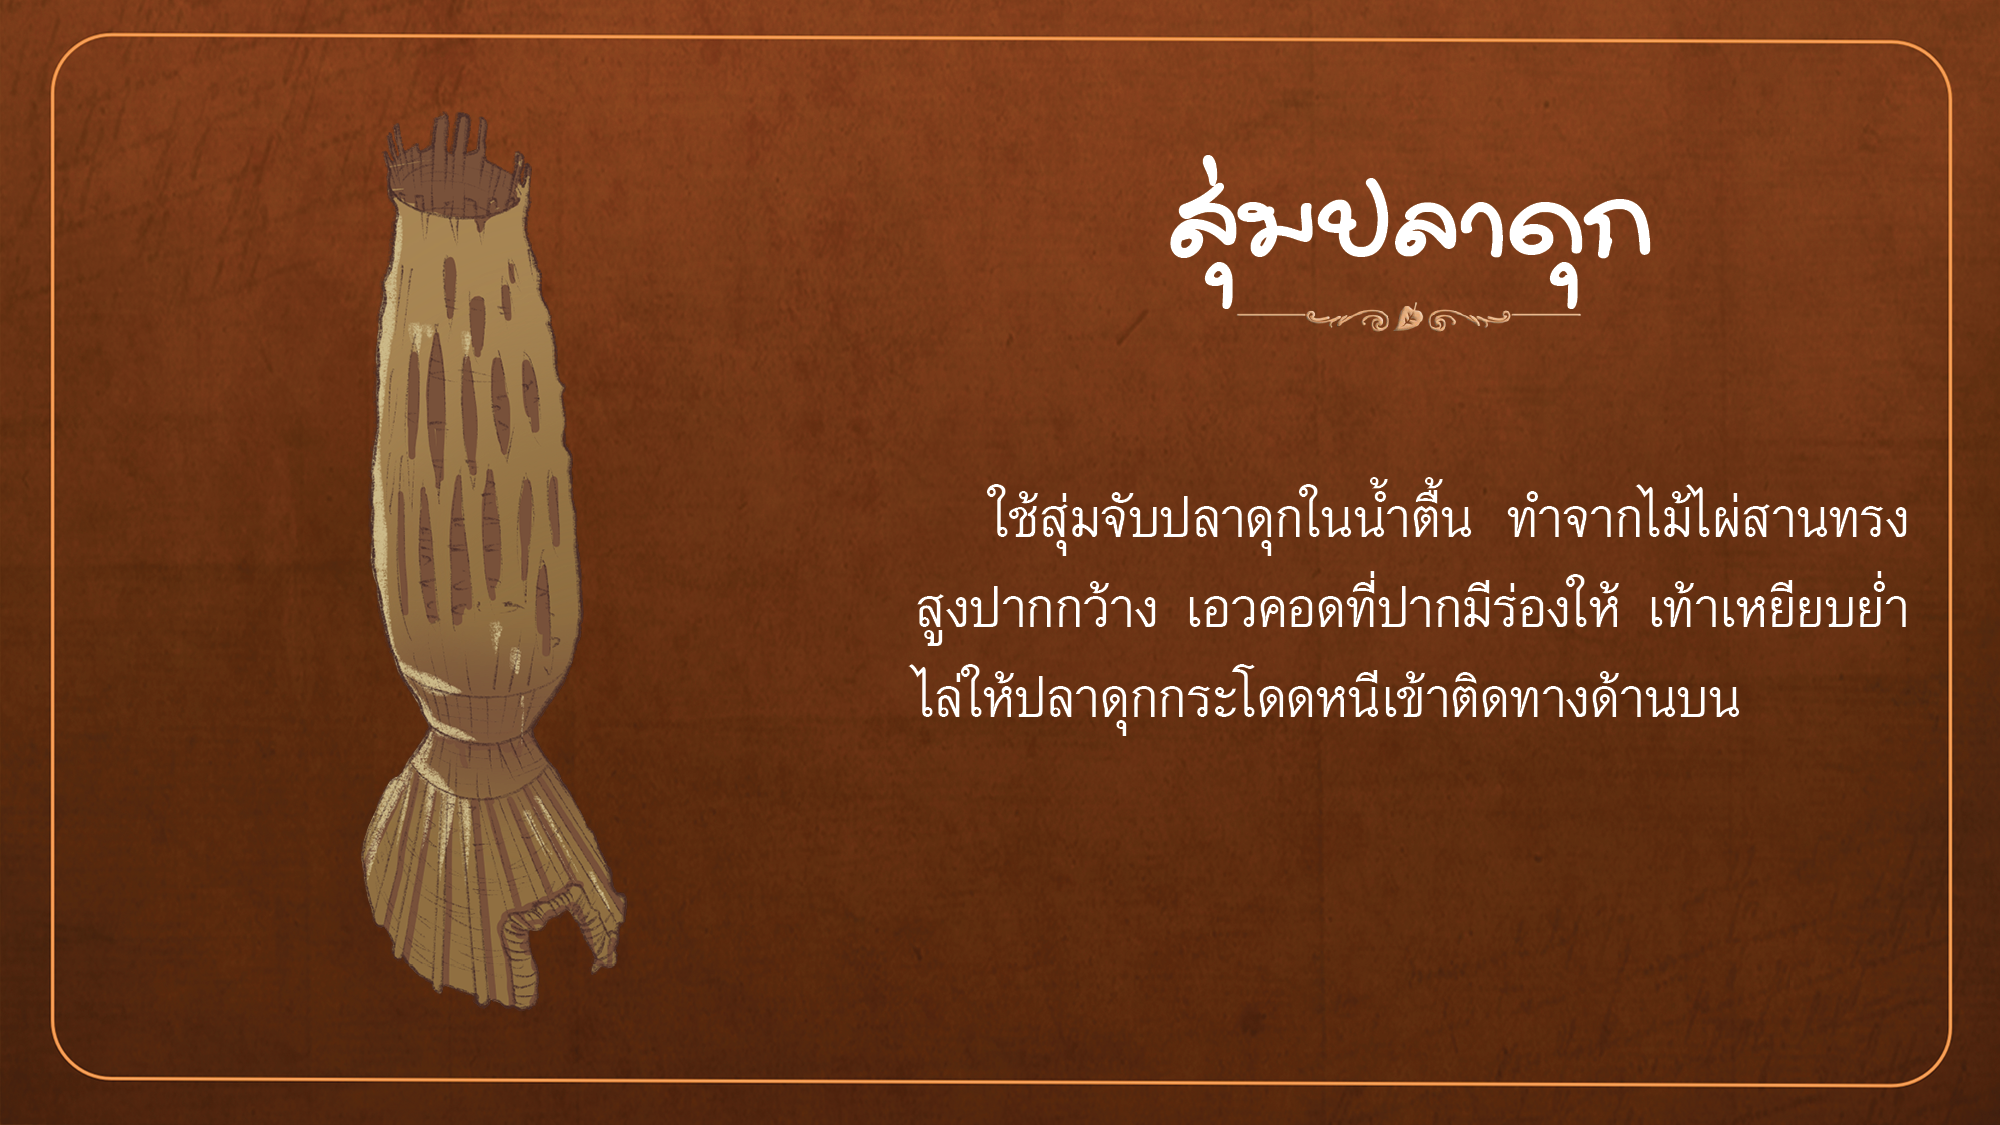 สุ่มปลาดุก
ใช้สุ่มจับปลาดุกในน้ำตื้น ทำจากไม้ไผ่สานทรง
สูงปากกว้าง เอวคอดที่ปากมีร่องให้ เท้าเหยียบย่ำ
ไล่ให้ปลาดุกกระโดดหนีเข้าติดทางด้านบน